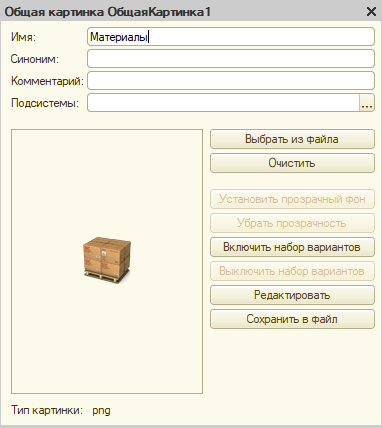 Общая картинка ОбщаяКартинка1
Имя: Материалы
Синоним:
Комментарий:
Подсистемы: ...
Выбрать из файла
Очистить
Установить прозрачный фон
Убрать прозрачность
Включить набор вариантов
Выключить набор вариантов
Редактировать
Сохранить в файл
Тип картинки: png